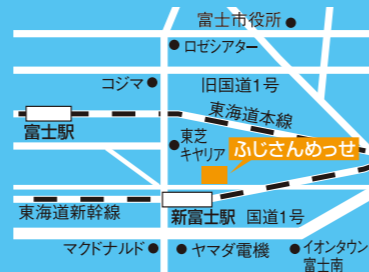 富士市役所
ロゼシアター
コジマ
旧国道1号
東海道本線
富士駅
東芝
キヤリア
ふじさんめっせ
東海道新幹線
新富士駅
国道1号
マクドナルド
ヤマダ電機
イオンタウン
富士南